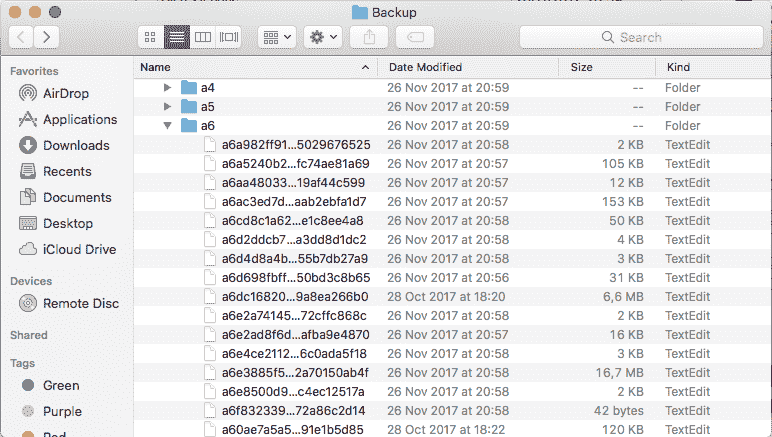 Backup
Search
Favorites
AirDrop
Applications
Downloads
Recents
Documents
Desktop
iCloud Drive
Devices
Remote Disc
Shared
Tags
Green
Purple
Name Date Modified Size Kind
a4 26 Nov 2017 at 20:59 -- Folder
a5 26 Nov 2017 at 20:59 -- Folder
a6 26 Nov 2017 at 20:59 -- Folder
a6a982ff91...5029676525 26 Nov 2017 at 20:58 2 KB TextEdit
a6a5240b2...fc74ae81a69 26 Nov 2017 at 20:57 105 KB TextEdit
a6aa48033...19af44c599 26 Nov 2017 at 20:57 12 KB TextEdit
a6ac3ed7d...aab2ebfa1d7 26 Nov 2017 at 20:57 153 KB TextEdit
a6cd8c1a62...e1c8ee4a8 26 Nov 2017 at 20:58 50 KB TextEdit
a6d2ddcb7...a3dd8d1dc2 26 Nov 2017 at 20:58 4 KB TextEdit
a6d4d8a4b...55b7db27a9 26 Nov 2017 at 20:58 3 KB TextEdit
a6d698fbff...50bd3c8b65 26 Nov 2017 at 20:56 31 KB TextEdit
a6dc16820...9a8ea266b0 28 Oct 2017 at 18:20 6,6 MB TextEdit
a6e2a74145...72cffc868c 26 Nov 2017 at 20:58 2 KB TextEdit
a6e2ad8f6d...afba9e4870 26 Nov 2017 at 20:57 16 KB TextEdit
a6e4ce2112...6c0ada5f18 26 Nov 2017 at 20:58 3 KB TextEdit
a6e3885f5...2a70150ab4f 26 Nov 2017 at 20:58 16,7 MB TextEdit
a6e8500d9...c4ec12517a 26 Nov 2017 at 20:58 2 KB TextEdit
a6f832339...72a86c2d14 26 Nov 2017 at 20:58 42 bytes TextEdit
a60ae7a5a5...91e1b5d85 28 Oct 2017 at 18:22 120 KB TextEdit